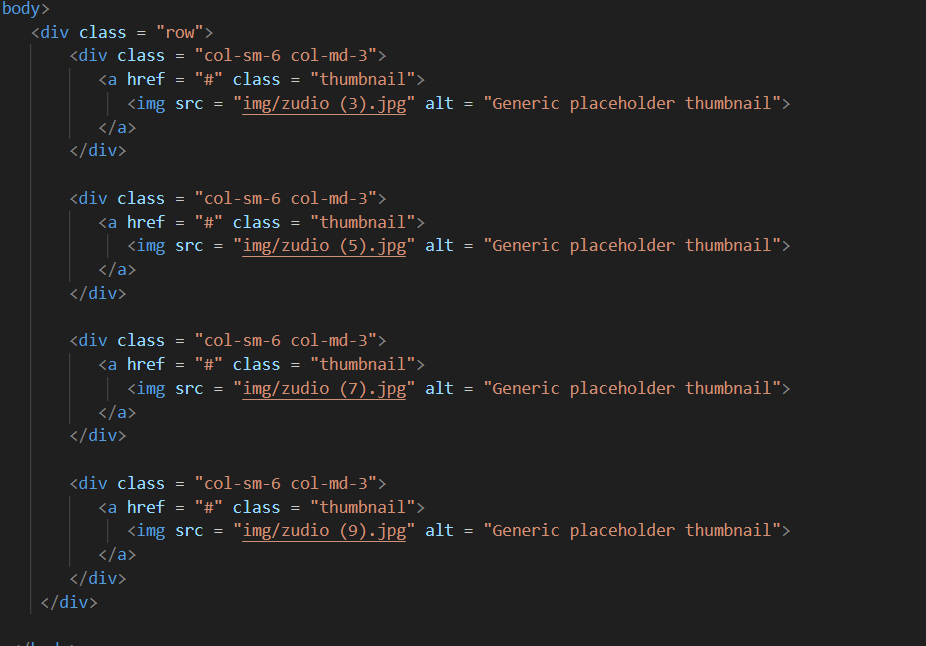 body>
<div class = "row">
<div class = "col-sm-6 col-md-3">
<a href = "#" class = "thumbnail">
<img src = "img/zudio (3).jpg" alt = "Generic placeholder thumbnail">
</a>
</div>
<div class = "col-sm-6 col-md-3">
<a href = "#" class = "thumbnail">
<img src = "img/zudio (5).jpg" alt = "Generic placeholder thumbnail">
</a>
</div>
<div class = "col-sm-6 col-md-3">
<a href = "#" class = "thumbnail">
<img src = "img/zudio (7).jpg" alt = "Generic placeholder thumbnail">
</a>
</div>
<div class = "col-sm-6 col-md-3">
<a href = "#" class = "thumbnail">
<img src = "img/zudio (9).jpg" alt = "Generic placeholder thumbnail">
</a>
</div>
</div>